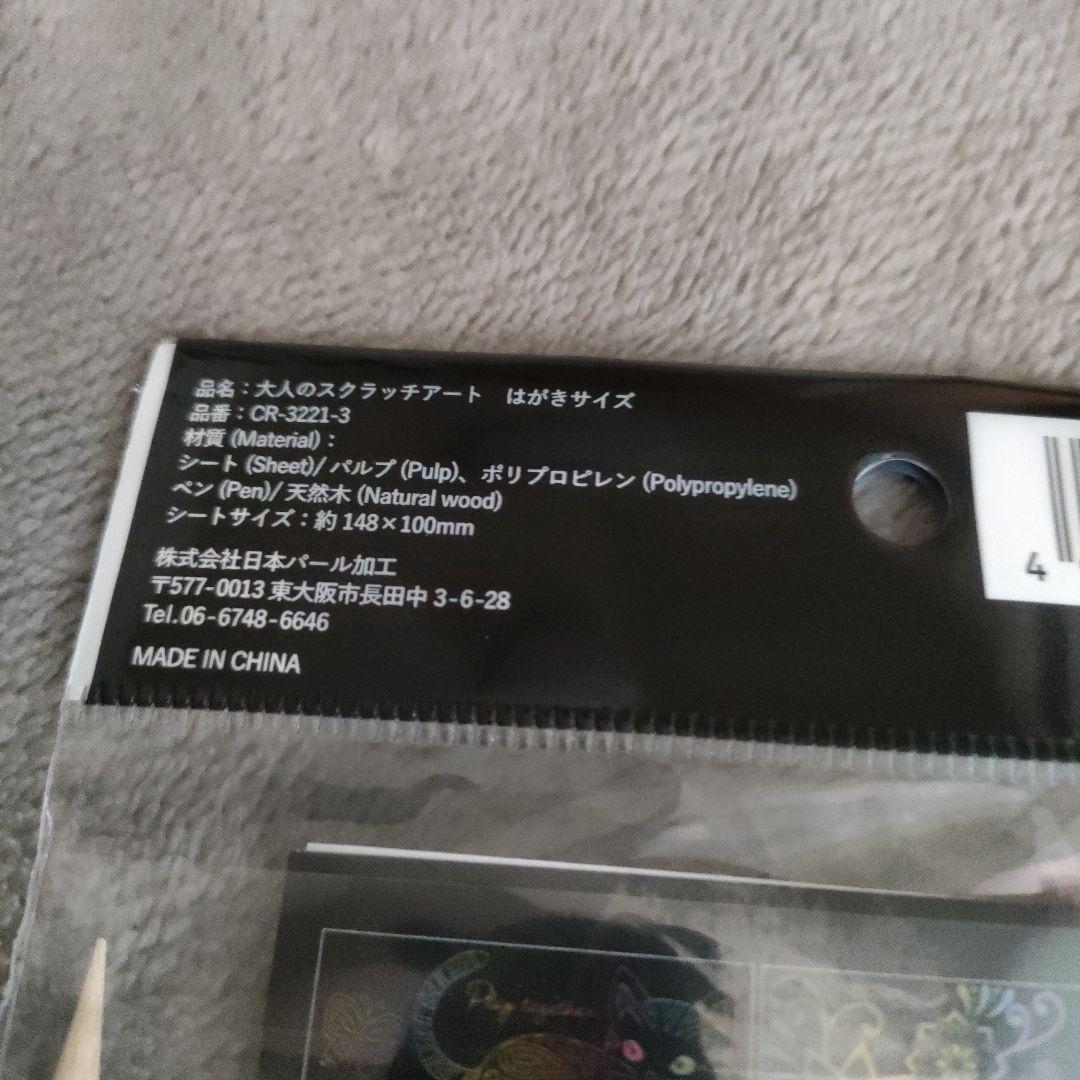 品名：大人のスクラッチアート　はがきサイズ
品番：CR-3221-3
材質 (Material)：
シート (Sheet)/ パルプ (Pulp)、ポリプロピレン (Polypropylene)
ペン (Pen)/ 天然木 (Natural wood)
シートサイズ：約 148×100mm
株式会社日本パール加工
〒577-0013 東大阪市長田中 3-6-28
Tel.06-6748-6646
MADE IN CHINA
4
Play together